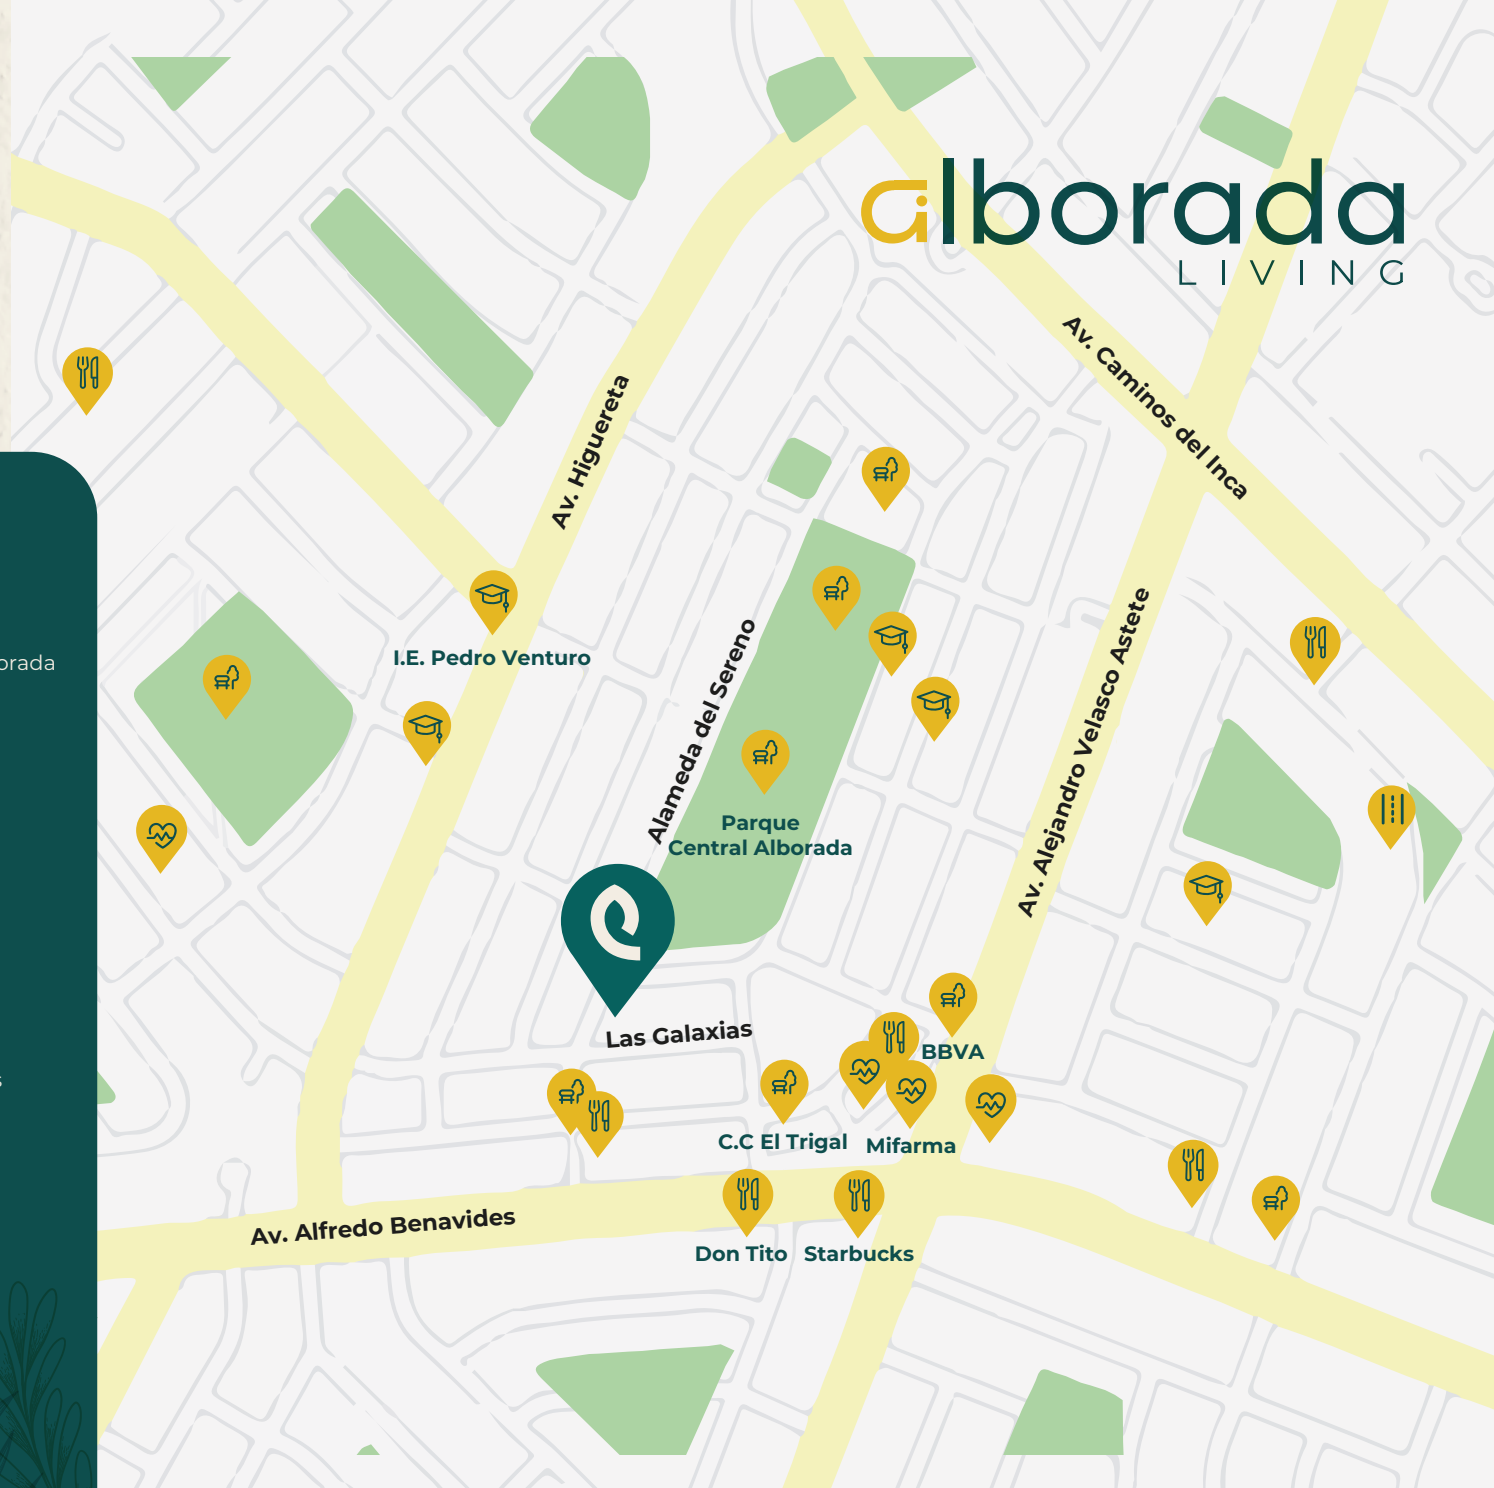 alborada
LIVING
Av. Caminos del Inca
Av. Higuereta
Av. Alejandro Velasco Astete
Alameda del Sereno
I.E. Pedro Venturo
orada
Parque
Central Alborada
Las Galaxias
BBVA
s
C.C El Trigal
Mifarma
Av. Alfredo Benavides
Don Tito
Starbucks